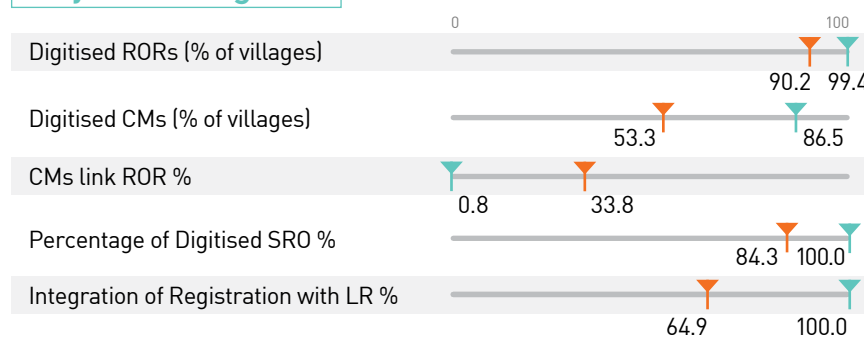 0 100
Digitised RORs (% of villages)
90.2 99.4
Digitised CMs (% of villages)
53.3 86.5
CMs link ROR %
0.8 33.8
Percentage of Digitised SRO %
84.3 100.0
Integration of Registration with LR %
64.9 100.0